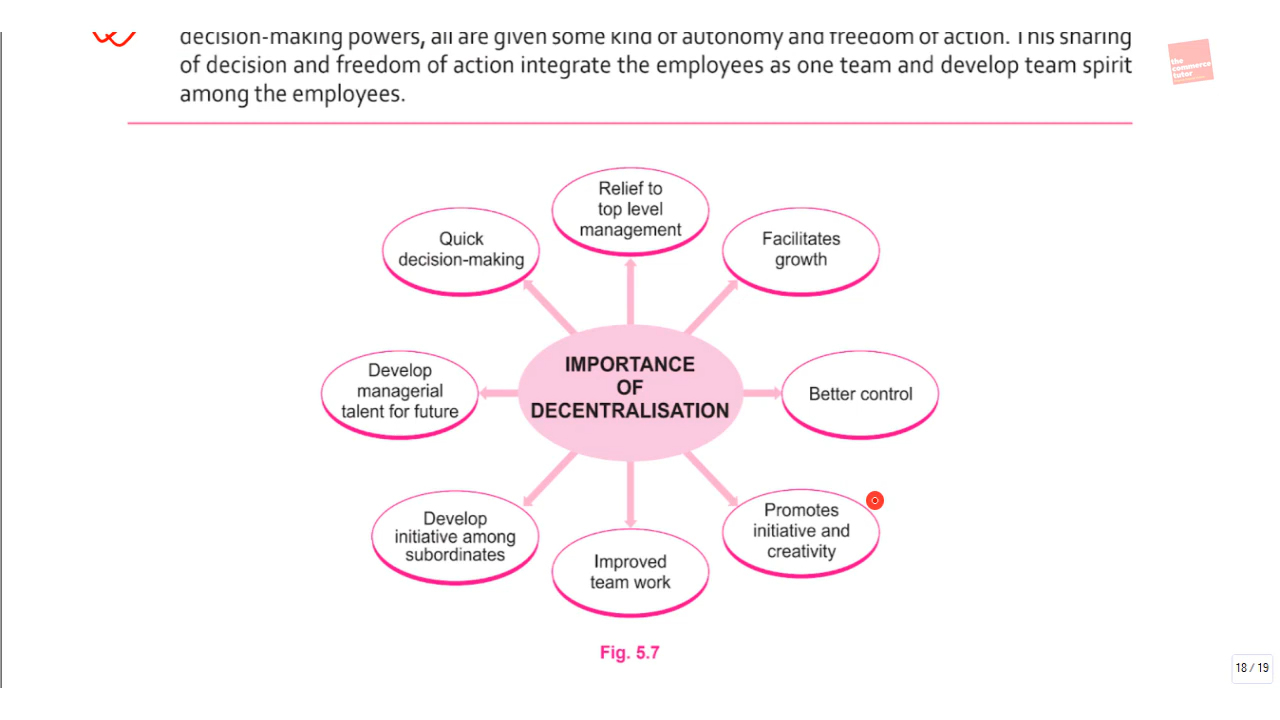 decision-making powers, all are given some kind of autonomy and freedom of action. This sharing
of decision and freedom of action integrate the employees as one team and develop team spirit
among the employees.
the
commerce
tutor
Relief to
top level
management
Quick
decision-making
Facilitates
growth
Develop
managerial
talent for future
IMPORTANCE
OF
DECENTRALISATION
Better control
Develop
initiative among
subordinates
Improved
team work
Promotes
initiative and
creativity
Fig. 5.7
18 / 19